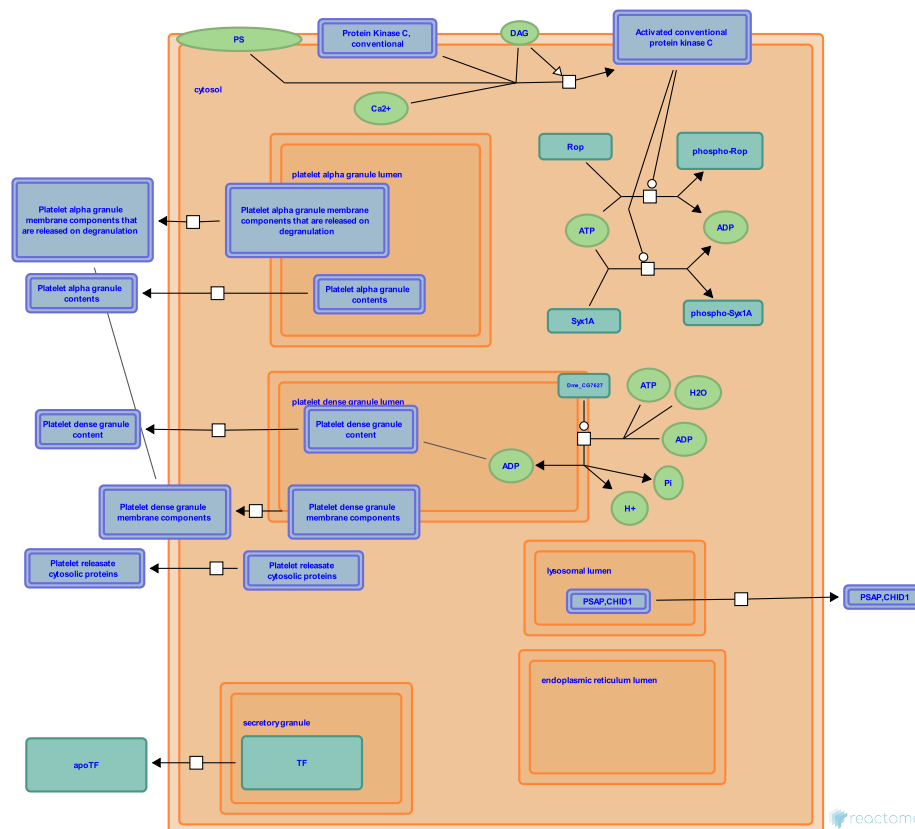 PS
Protein Kinase C,
conventional
DAG
Activated conventional
protein kinase C
cytosol
Ca2+
Rop
phospho-Rop
platelet alpha granule lumen
Platelet alpha granule
membrane components that
are released on degranulation
Platelet alpha granule membrane
components that are released on
degranulation
ATP
ADP
Platelet alpha granule
contents
Platelet alpha granule
contents
Syx1A
phospho-Syx1A
Dme_CG7627
ATP
H2O
platelet dense granule lumen
Platelet dense granule
content
Platelet dense granule
content
ADP
ADP
Pi
H+
Platelet dense granule
membrane components
Platelet dense granule
membrane components
Platelet releasate
cytosolic proteins
Platelet releasate
cytosolic proteins
lysosomal lumen
PSAP,CHID1
PSAP,CHID1
endoplasmic reticulum lumen
secretory granule
apoTF
TF
reactome